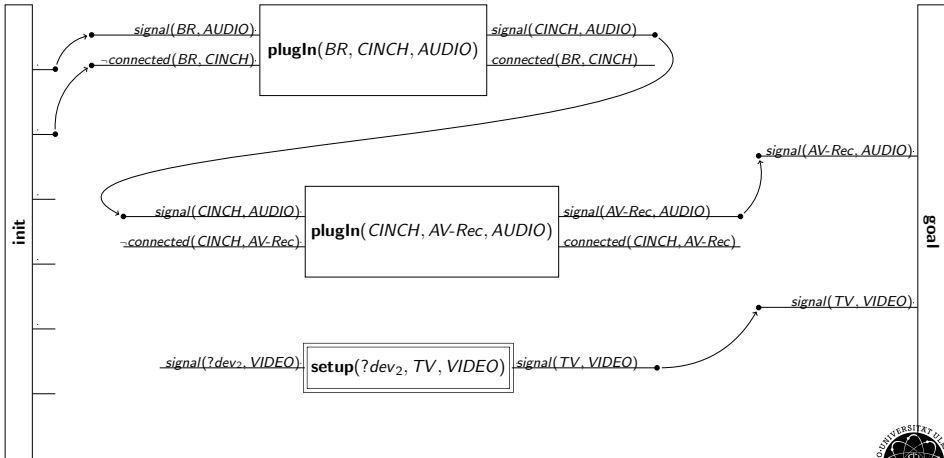 signal(BR, AUDIO)
¬connected(BR, CINCH)
plugIn(BR, CINCH, AUDIO)
signal(CINCH, AUDIO)
connected(BR, CINCH)
signal(AV-Rec, AUDIO)
init
signal(CINCH, AUDIO)
¬connected(CINCH, AV-Rec)
plugIn(CINCH, AV-Rec, AUDIO)
signal(AV-Rec, AUDIO)
connected(CINCH, AV-Rec)
goal
signal(TV, VIDEO)
signal(?dev₂, VIDEO)
setup(?dev₂, TV, VIDEO)
signal(TV, VIDEO)